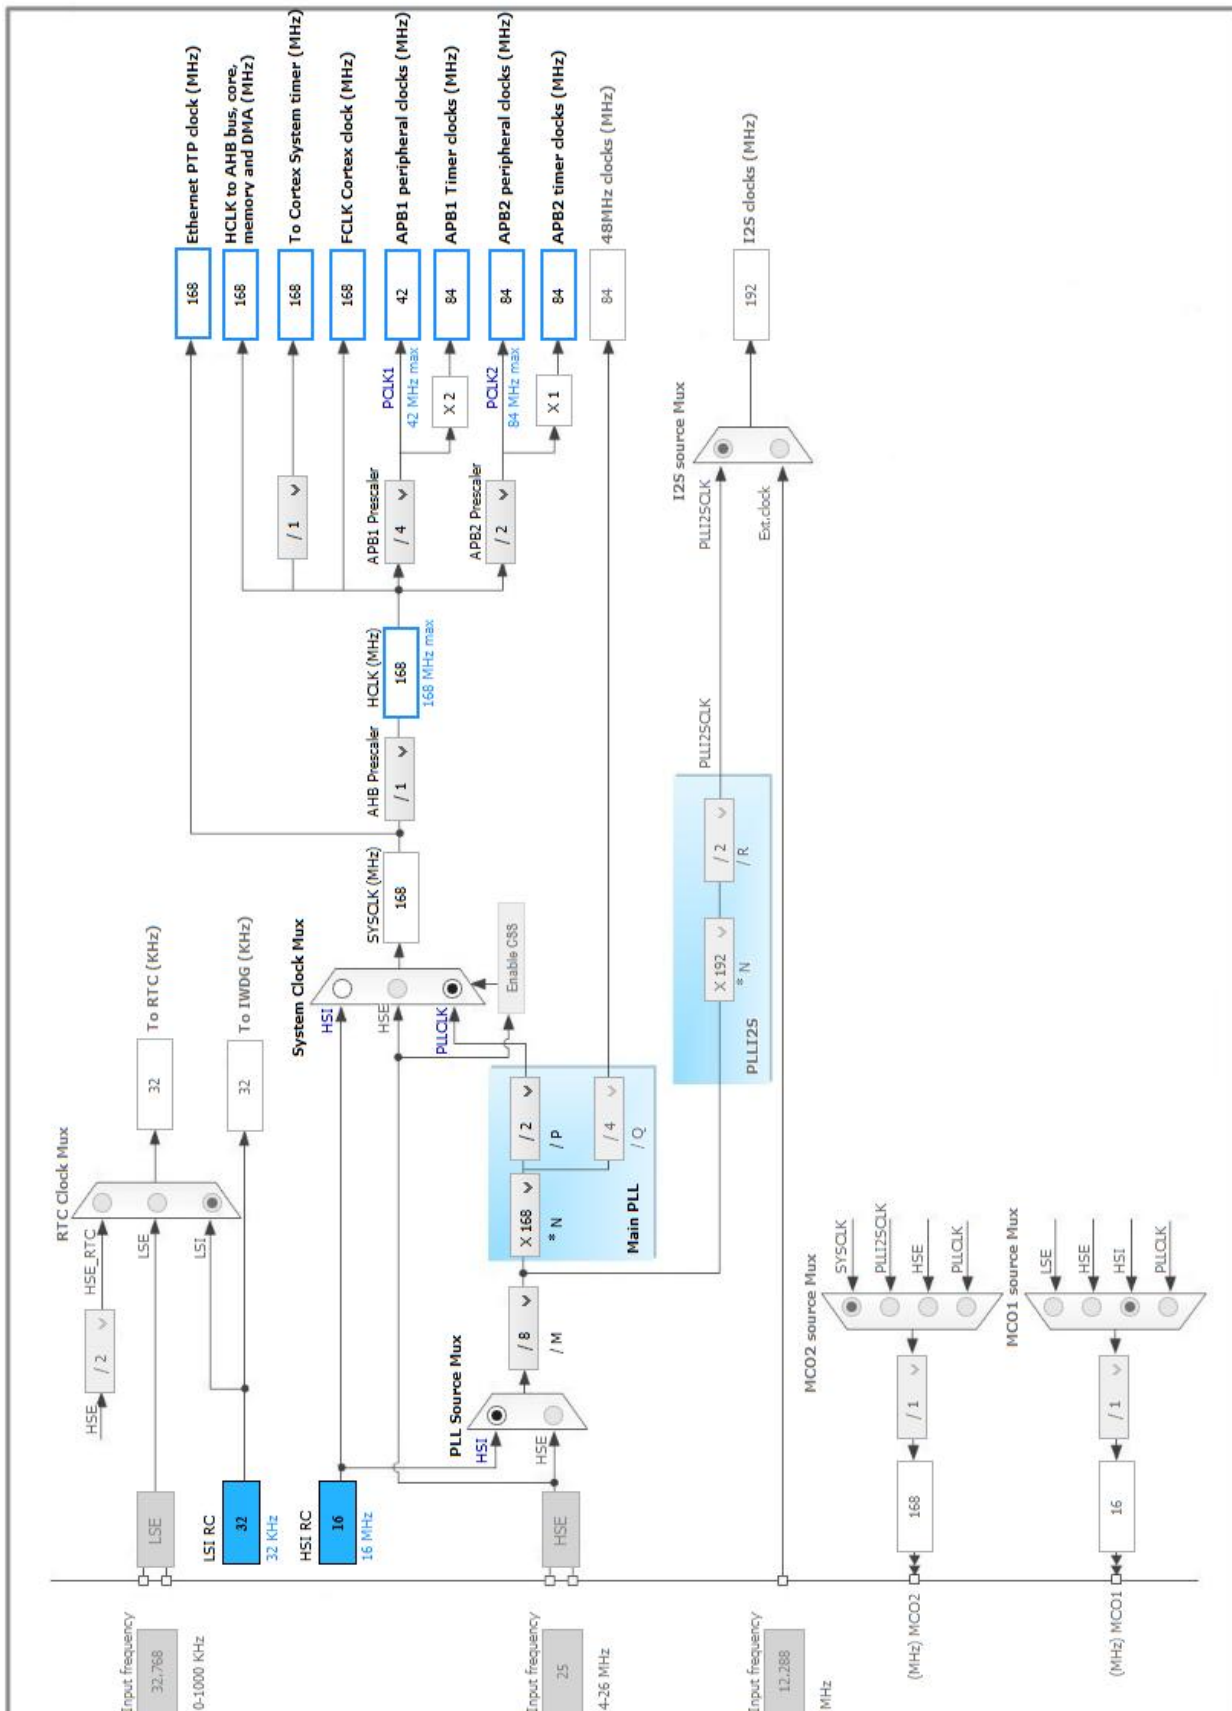 Input frequency
32.768
0-1000 KHz
LSE
HSE
/ 2
HSE_RTC
LSE
LSI
RTC Clock Mux
32
To RTC (KHz)
LSI RC
32
32 KHz
32
To IWDG (KHz)
HSI RC
16
16 MHz
Input frequency
25
4-26 MHz
HSE
PLL Source Mux
HSI
HSE
/ 8
/ M
Main PLL
X 168
* N
/ 2
/ P
/ 4
/ Q
System Clock Mux
HSI
HSE
PLLCLK
Enable CSS
SYSCLK (MHz)
168
AHB Prescaler
/ 1
HCLK (MHz)
168
168 MHz max
/ 1
APB1 Prescaler
/ 4
PCLK1
42 MHz max
X 2
APB2 Prescaler
/ 2
PCLK2
84 MHz max
X 1
168
Ethernet PTP clock (MHz)
168
HCLK to AHB bus, core,
memory and DMA (MHz)
168
To Cortex System timer (MHz)
168
FCLK Cortex clock (MHz)
42
APB1 peripheral clocks (MHz)
84
APB1 Timer clocks (MHz)
84
APB2 peripheral clocks (MHz)
84
APB2 timer clocks (MHz)
84
48MHz clocks (MHz)
PLLI2S
X 192
* N
/ 2
/ R
PLLI2SCLK
PLLI2SCLK
I2S source Mux
Ext.clock
192
I2S clocks (MHz)
Input frequency
12.288
MHz
MCO2 source Mux
SYSCLK
PLLI2SCLK
HSE
PLLCLK
/ 1
168
(MHz) MCO2
MCO1 source Mux
LSE
HSE
HSI
PLLCLK
/ 1
16
(MHz) MCO1